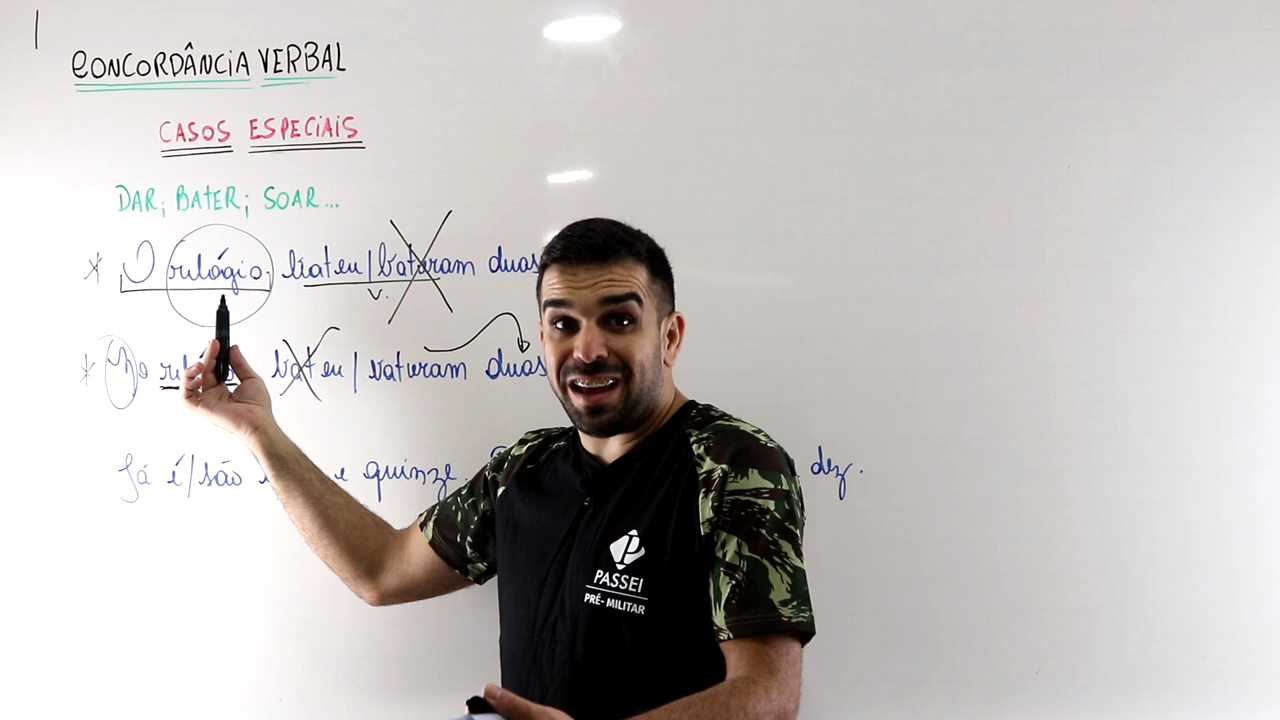 CONCORDÂNCIA VERBAL
CASOS ESPECIAIS
DAR; BATER; SOAR...
* O relógio bateu/bateram duas
v.
* No bateu/bateram duas
Já é/são e quinze dez.
PASSEI
PRÉ-MILITAR